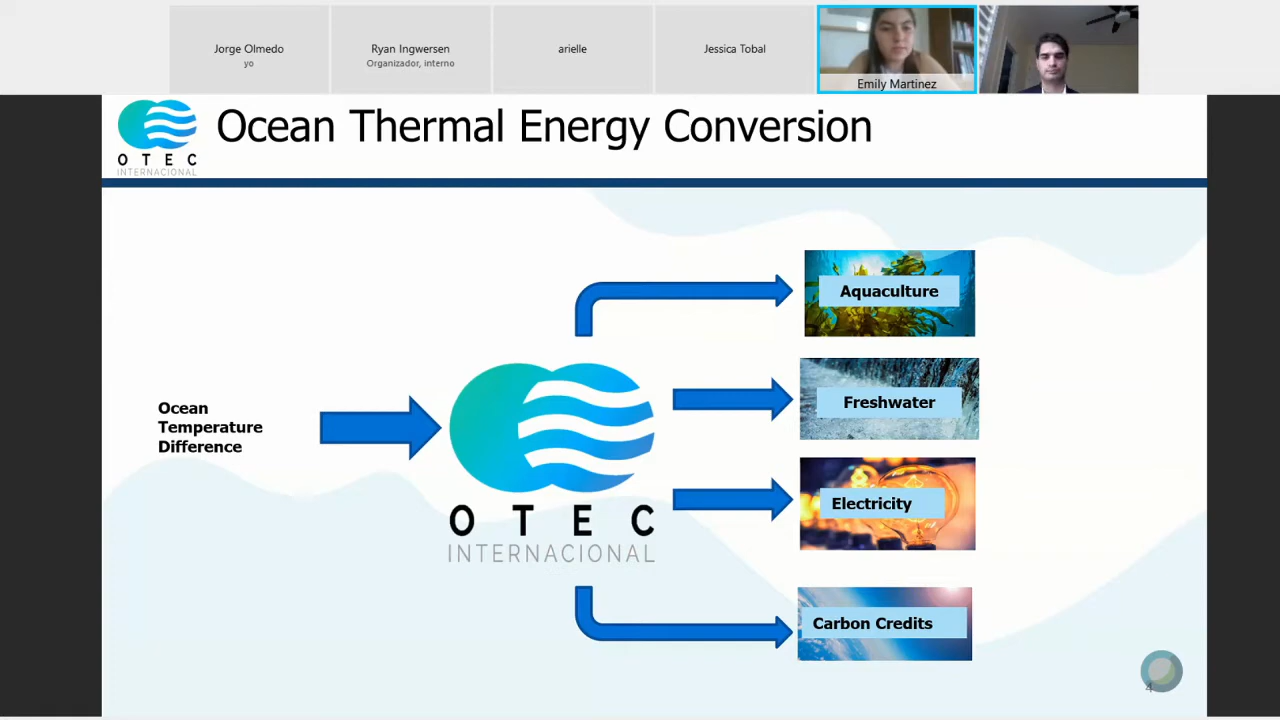 Jorge Olmedo
yo
Ryan Ingwersen
Organizador, interno
arielle
Jessica Tobal
Emily Martinez
OTEC
INTERNACIONAL
Ocean Thermal Energy Conversion
Ocean
Temperature
Difference
OTEC
INTERNACIONAL
Aquaculture
Freshwater
Electricity
Carbon Credits
4